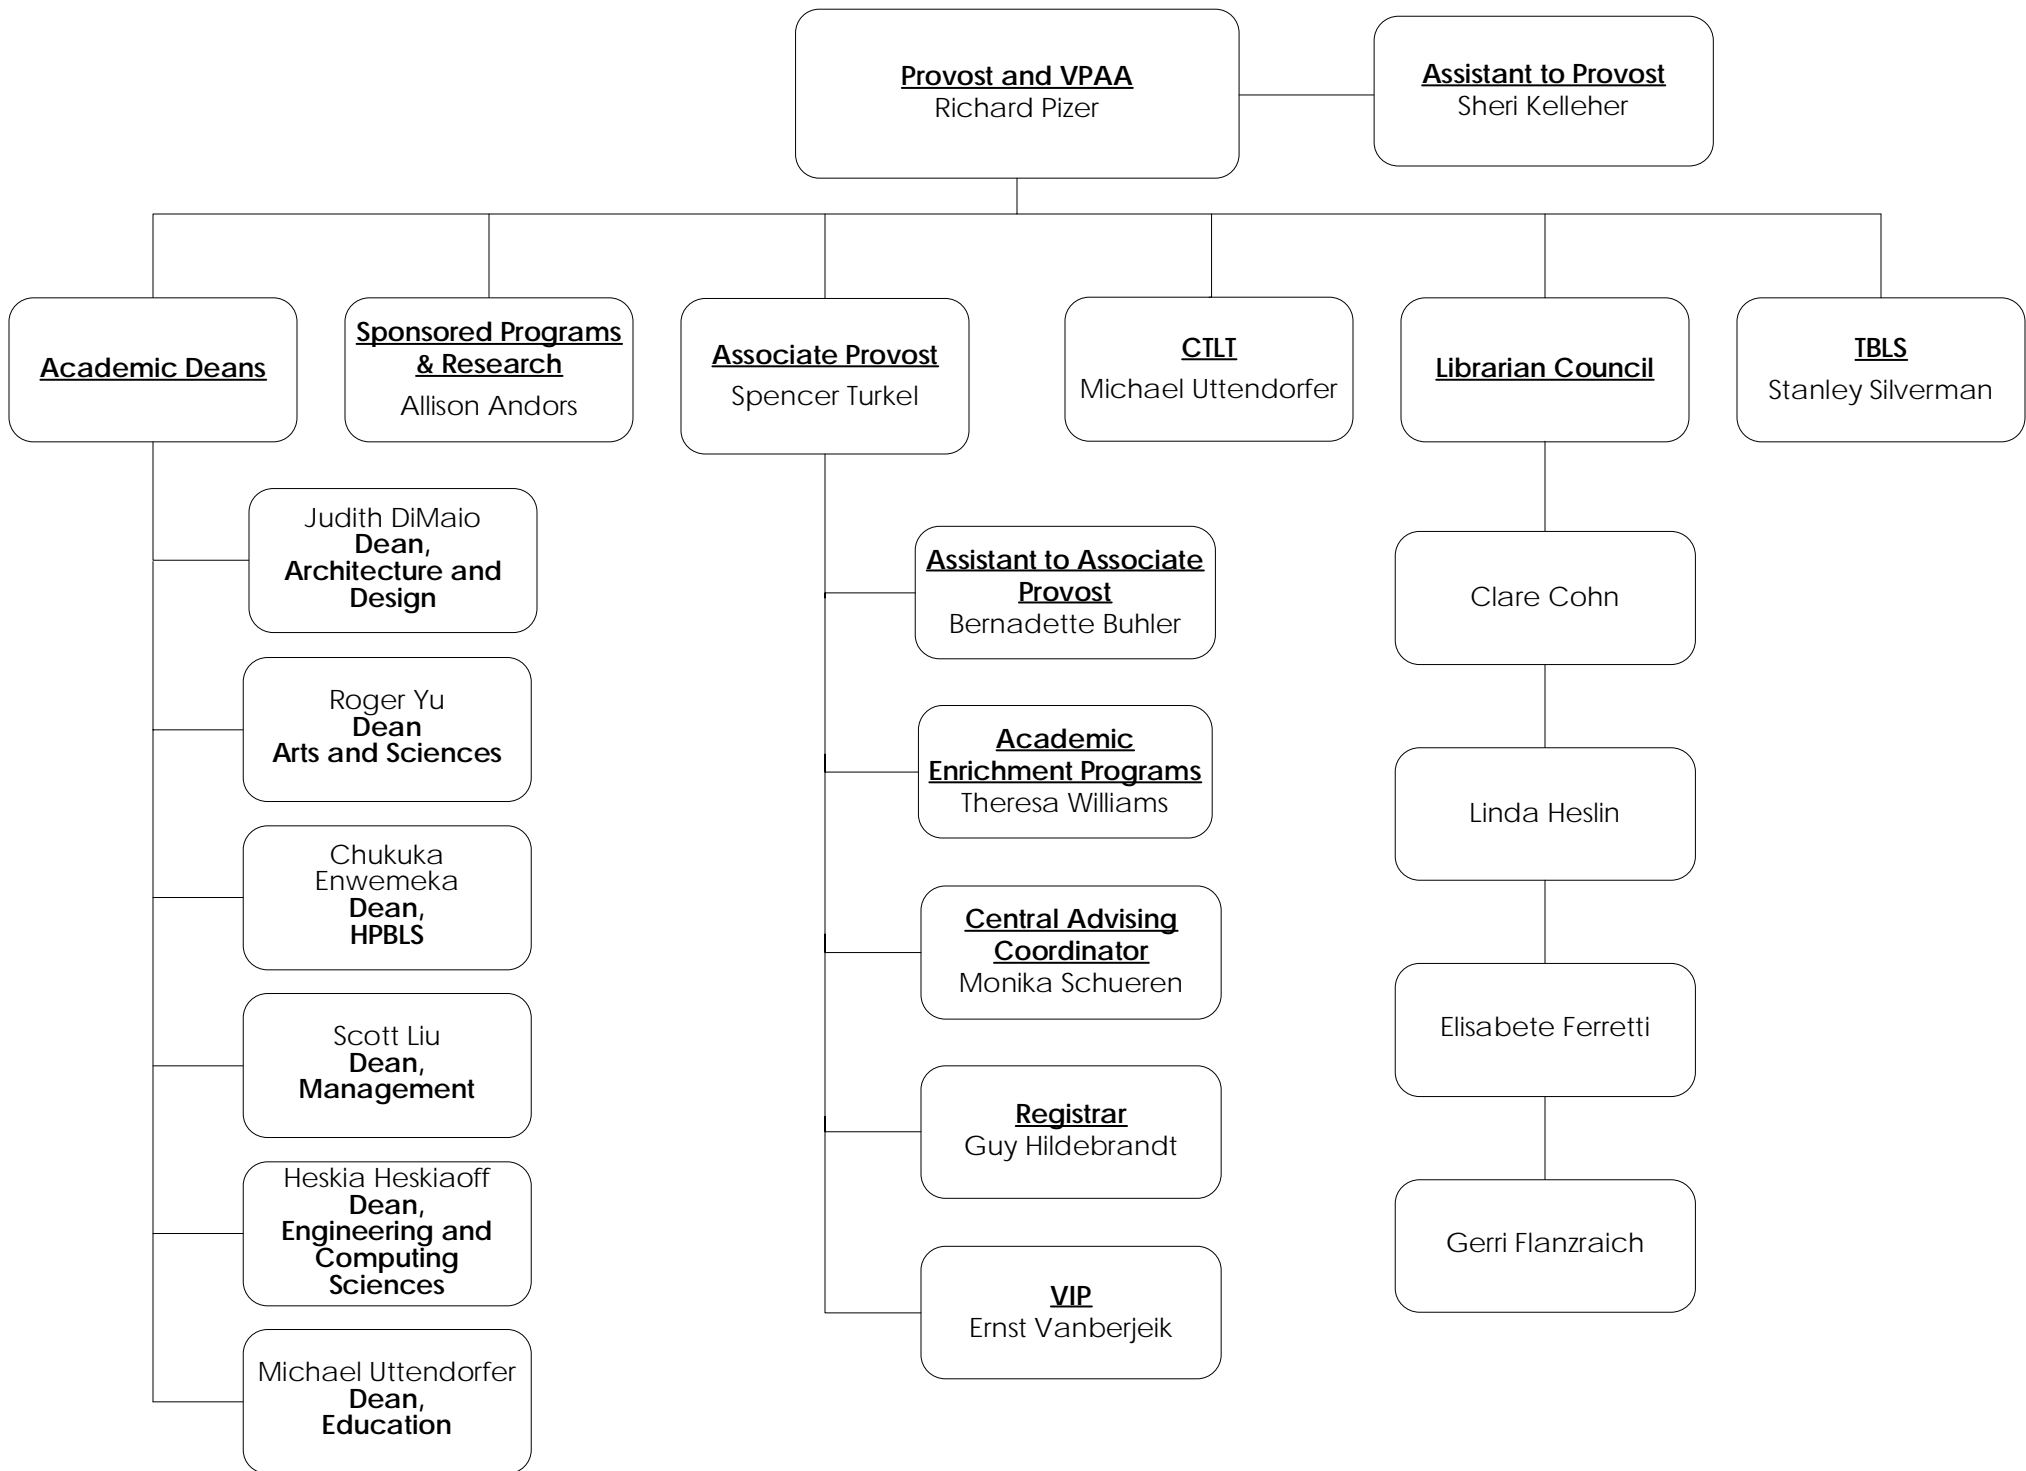 Provost and VPAA
Richard Pizer
Assistant to Provost
Sheri Kelleher
Academic Deans
Sponsored Programs
& Research
Allison Andors
Associate Provost
Spencer Turkel
CTLT
Michael Uttendorfer
Librarian Council
TBLS
Stanley Silverman
Judith DiMaio
Dean,
Architecture and
Design
Roger Yu
Dean
Arts and Sciences
Chukuka
Enwemeka
Dean,
HPBLS
Scott Liu
Dean,
Management
Heskia Heskiaoff
Dean,
Engineering and
Computing
Sciences
Michael Uttendorfer
Dean,
Education
Assistant to Associate
Provost
Bernadette Buhler
Academic
Enrichment Programs
Theresa Williams
Central Advising
Coordinator
Monika Schueren
Registrar
Guy Hildebrandt
VIP
Ernst Vanberjeik
Clare Cohn
Linda Heslin
Elisabete Ferretti
Gerri Flanzraich